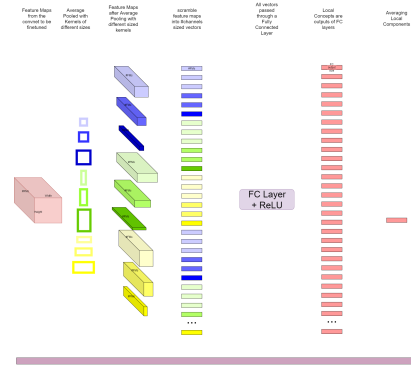 Feature Maps
from the
convnet to be
finetuned
Average
Pooled with
Kernels of
different sizes
Feature Maps
after Average
Pooling with
different sized
kernels
scramble
feature maps
into #channels
sized vectors
All vectors
passed
through a
Fully
Connected
Layer
Local
Concepts are
outputs of FC
layers
Averaging
Local
Components
FC Layer
+ ReLU
...
...